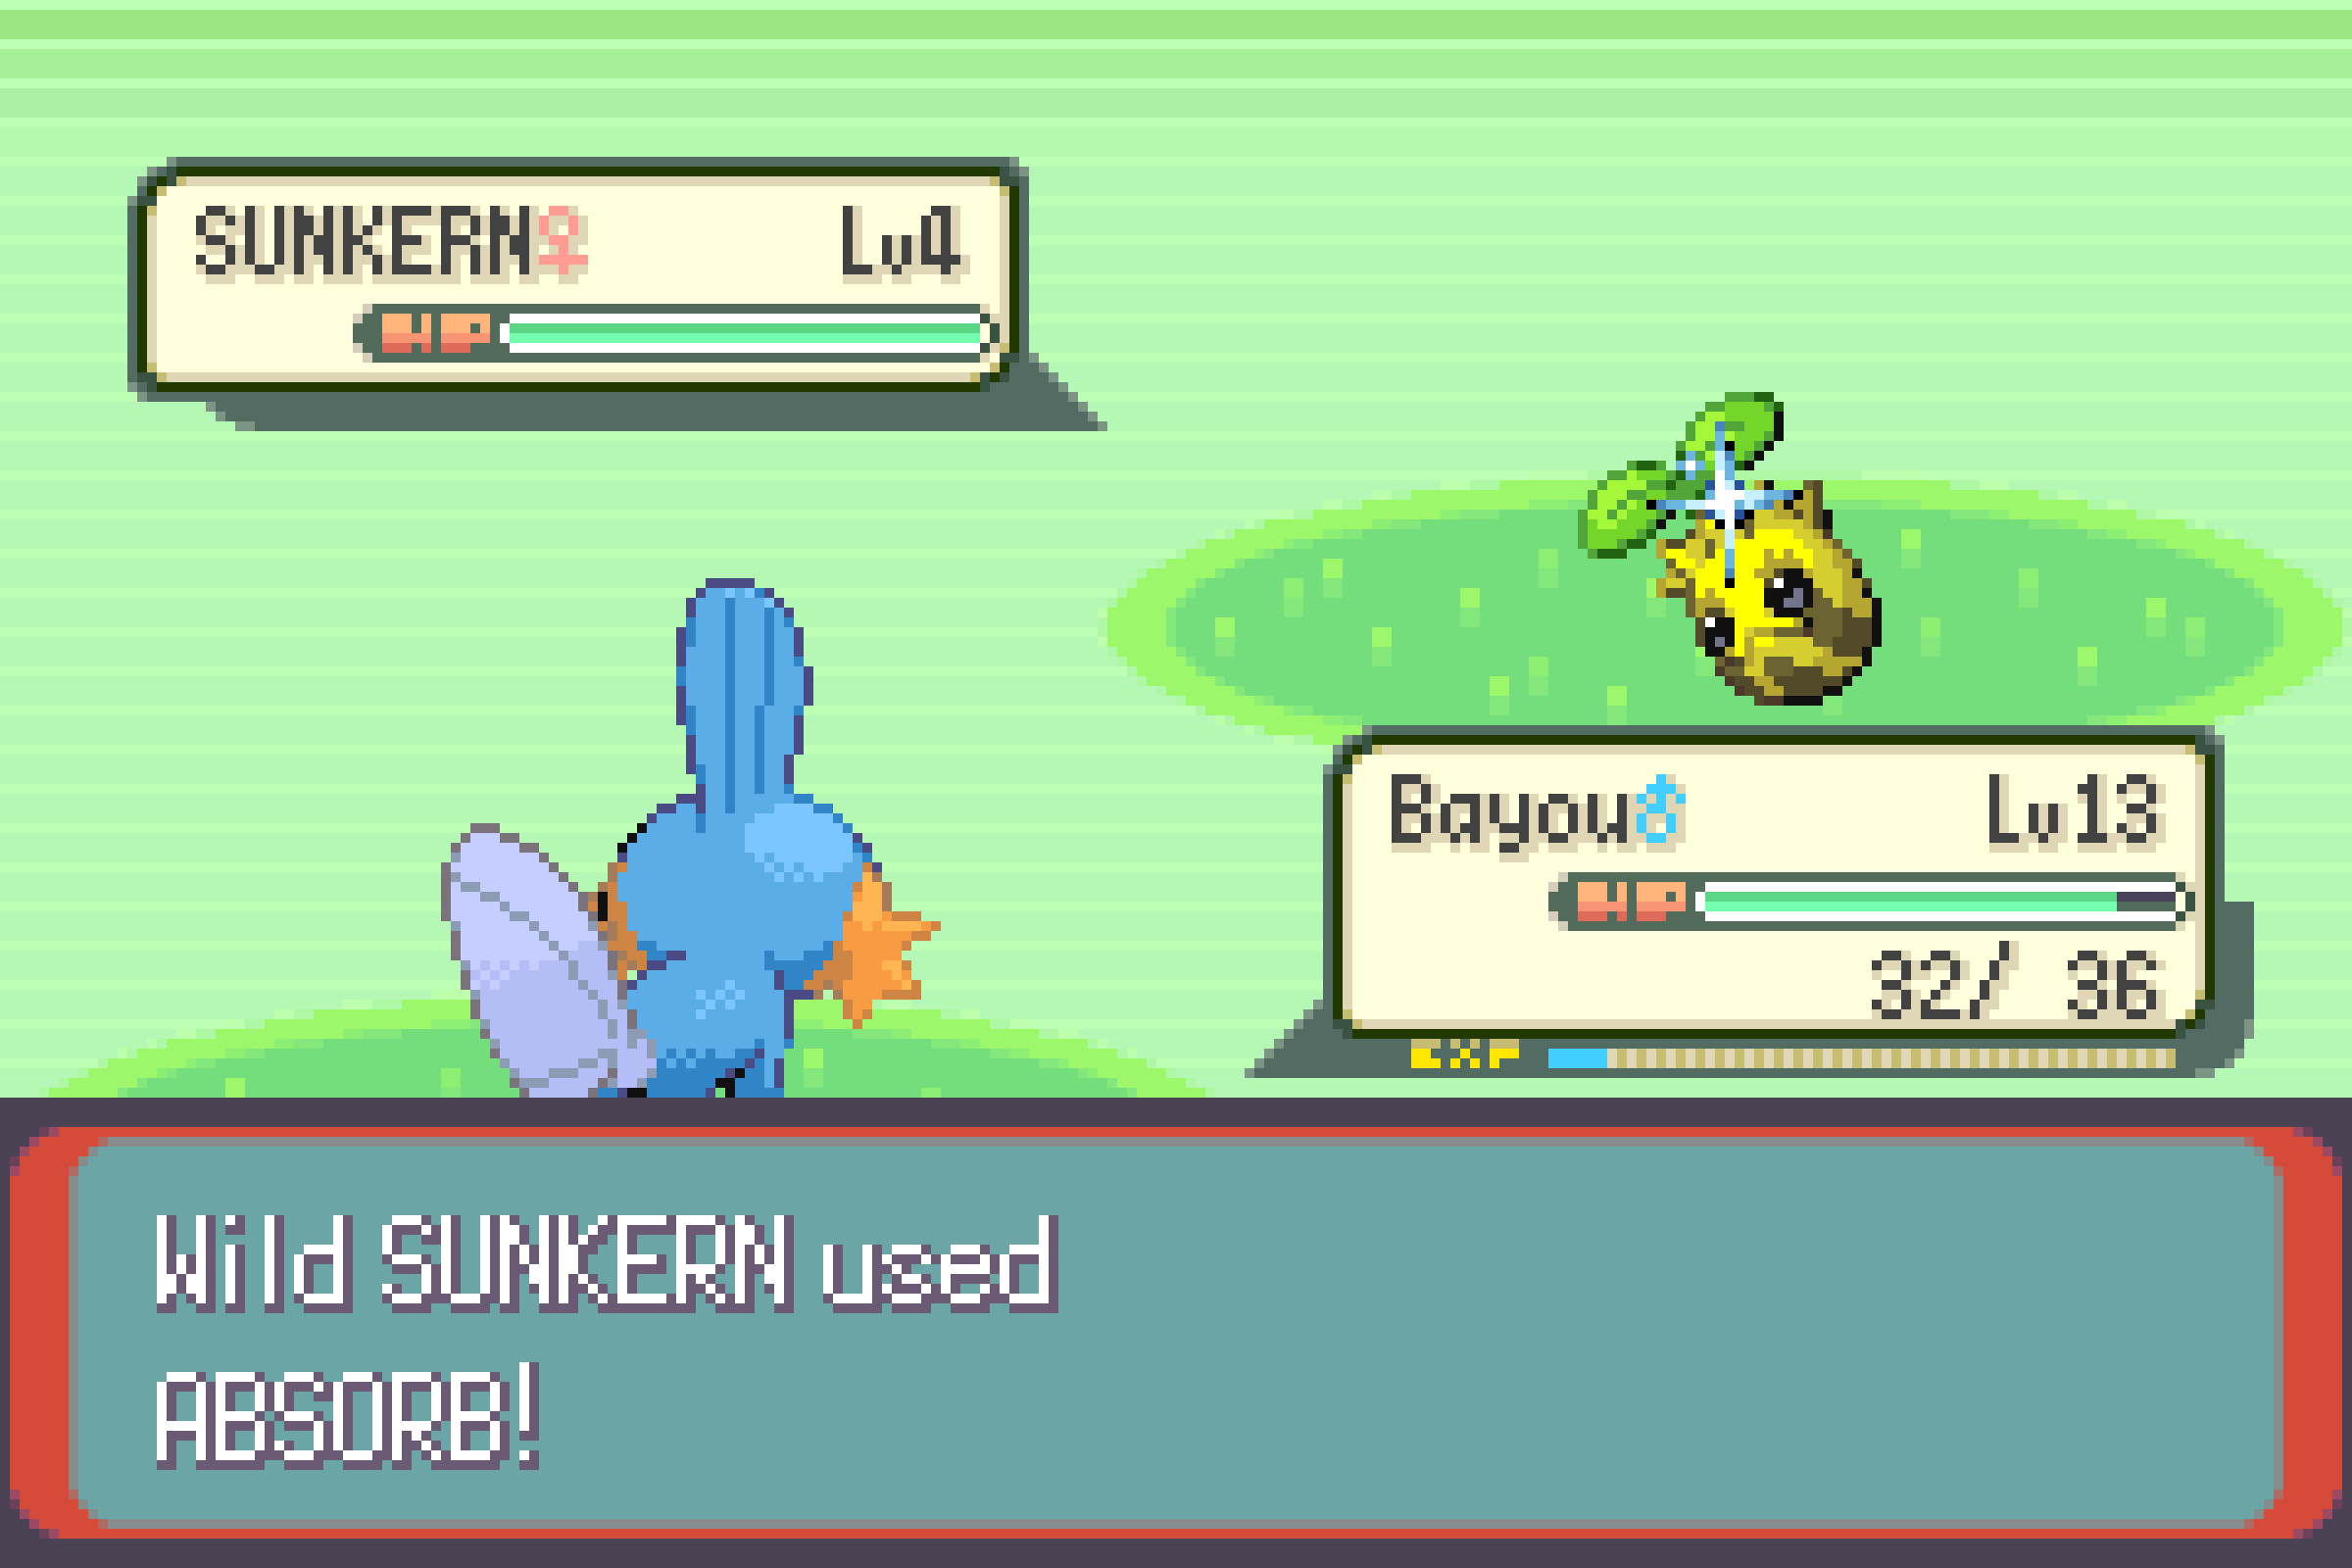 SUNKERN♀ Lv4
HP
Bayou♂ Lv13
HP
32/ 36
EXP
Wild SUNKERN used
ABSORB!